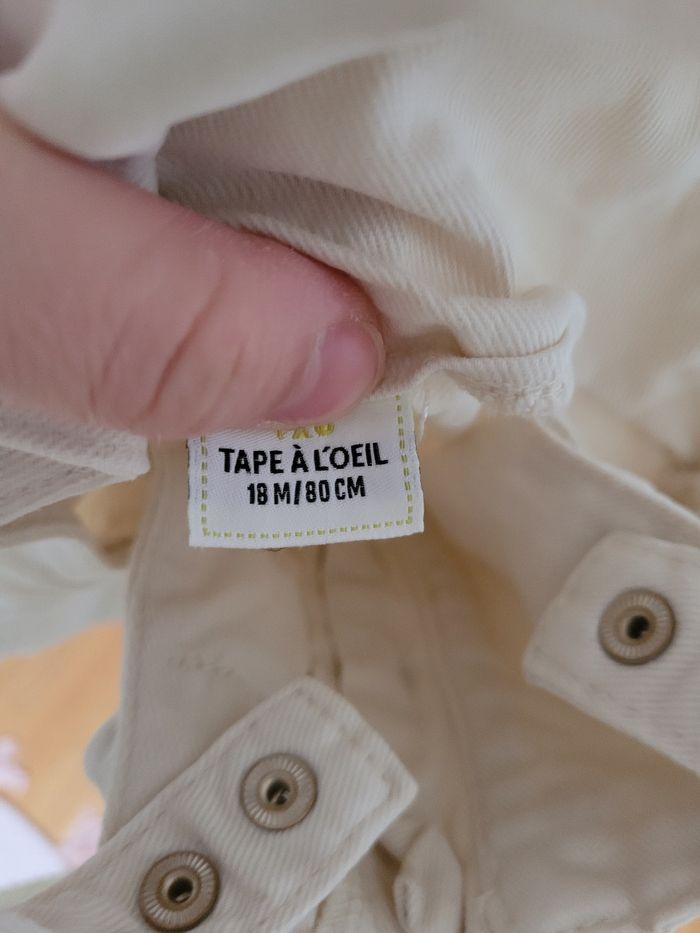 TAPE À L'OEIL
18 M/80 CM